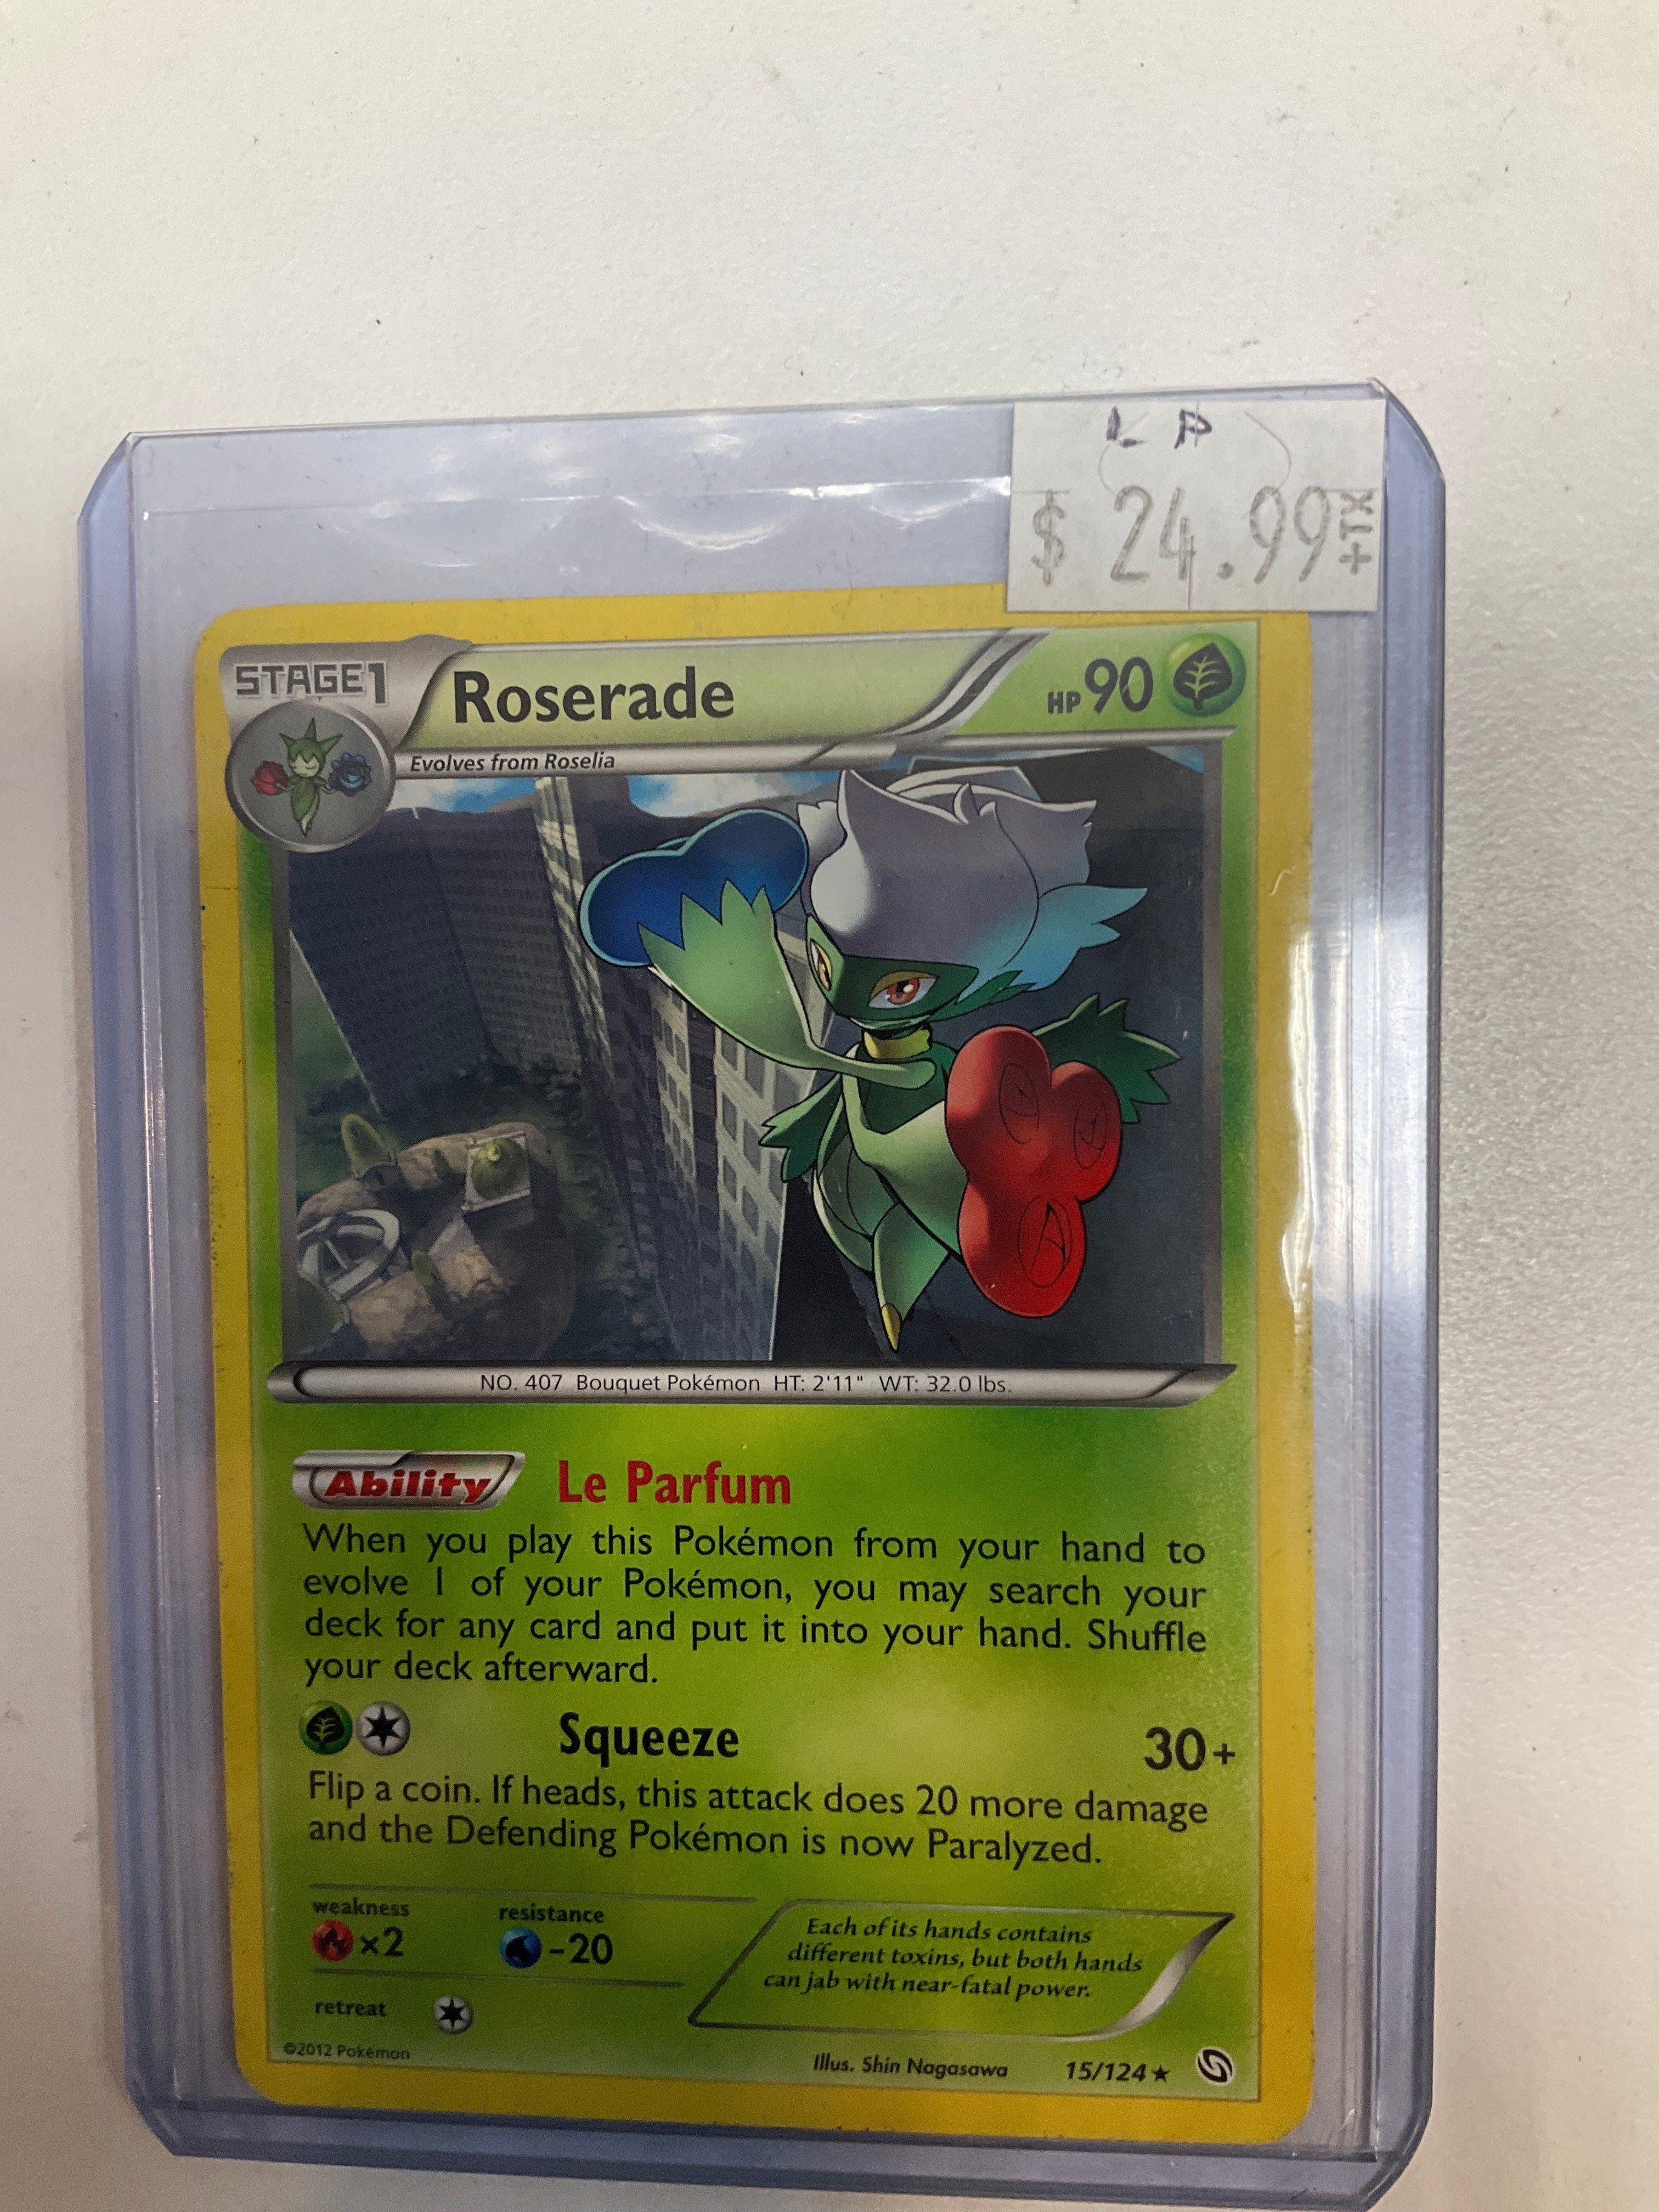 L P
$ 24.99 +TX
STAGE1
Roserade
HP 90
Evolves from Roselia
NO. 407 Bouquet Pokémon HT: 2'11" WT: 32.0 lbs.
Ability Le Parfum
When you play this Pokémon from your hand to
evolve 1 of your Pokémon, you may search your
deck for any card and put it into your hand. Shuffle
your deck afterward.
Squeeze 30+
Flip a coin. If heads, this attack does 20 more damage
and the Defending Pokémon is now Paralyzed.
weakness
×2
resistance
-20
retreat
Each of its hands contains
different toxins, but both hands
can jab with near-fatal power.
©2012 Pokémon
Illus. Shin Nagasawa
15/124 ★